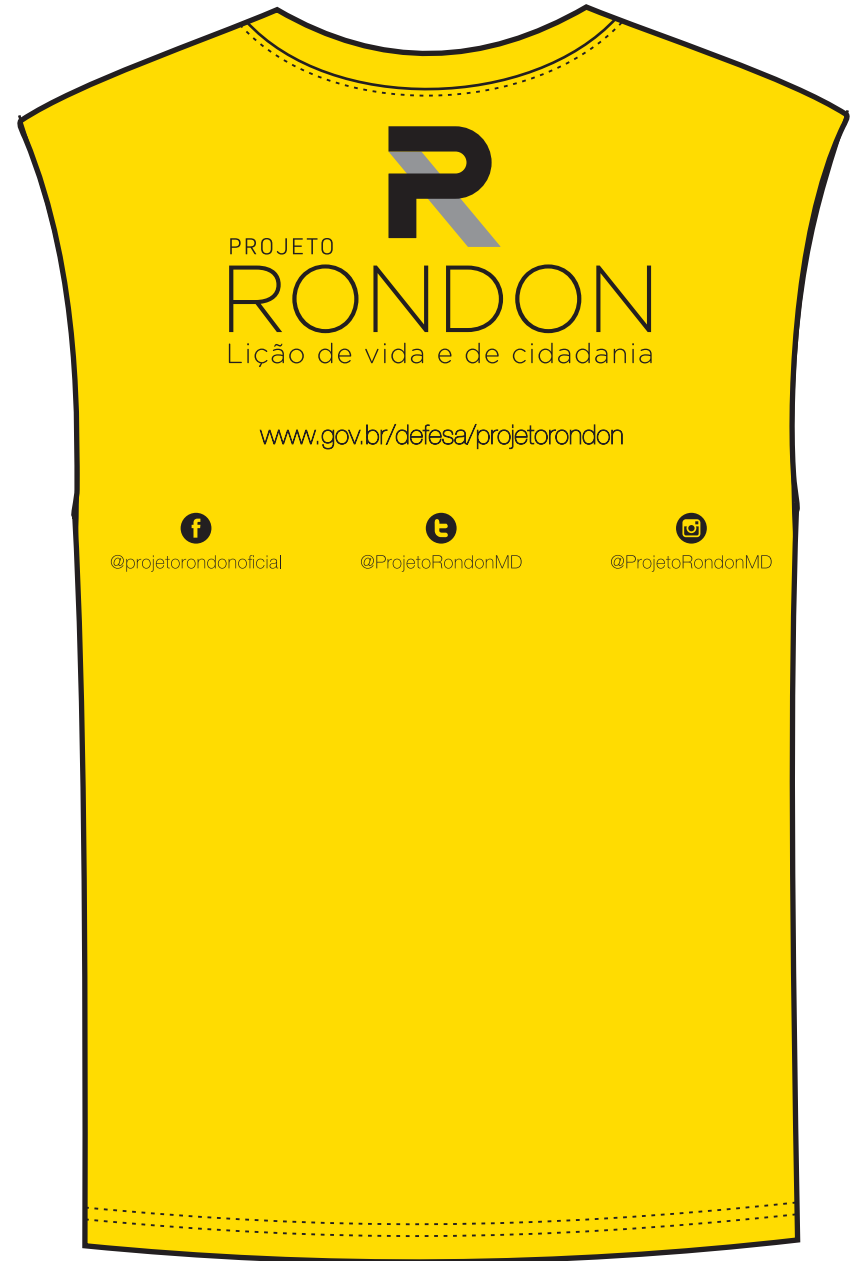 PROJETO
RONDON
Lição de vida e de cidadania
www.gov.br/defesa/projetorondon
@projetorondonoficial @ProjetoRondonMD @ProjetoRondonMD